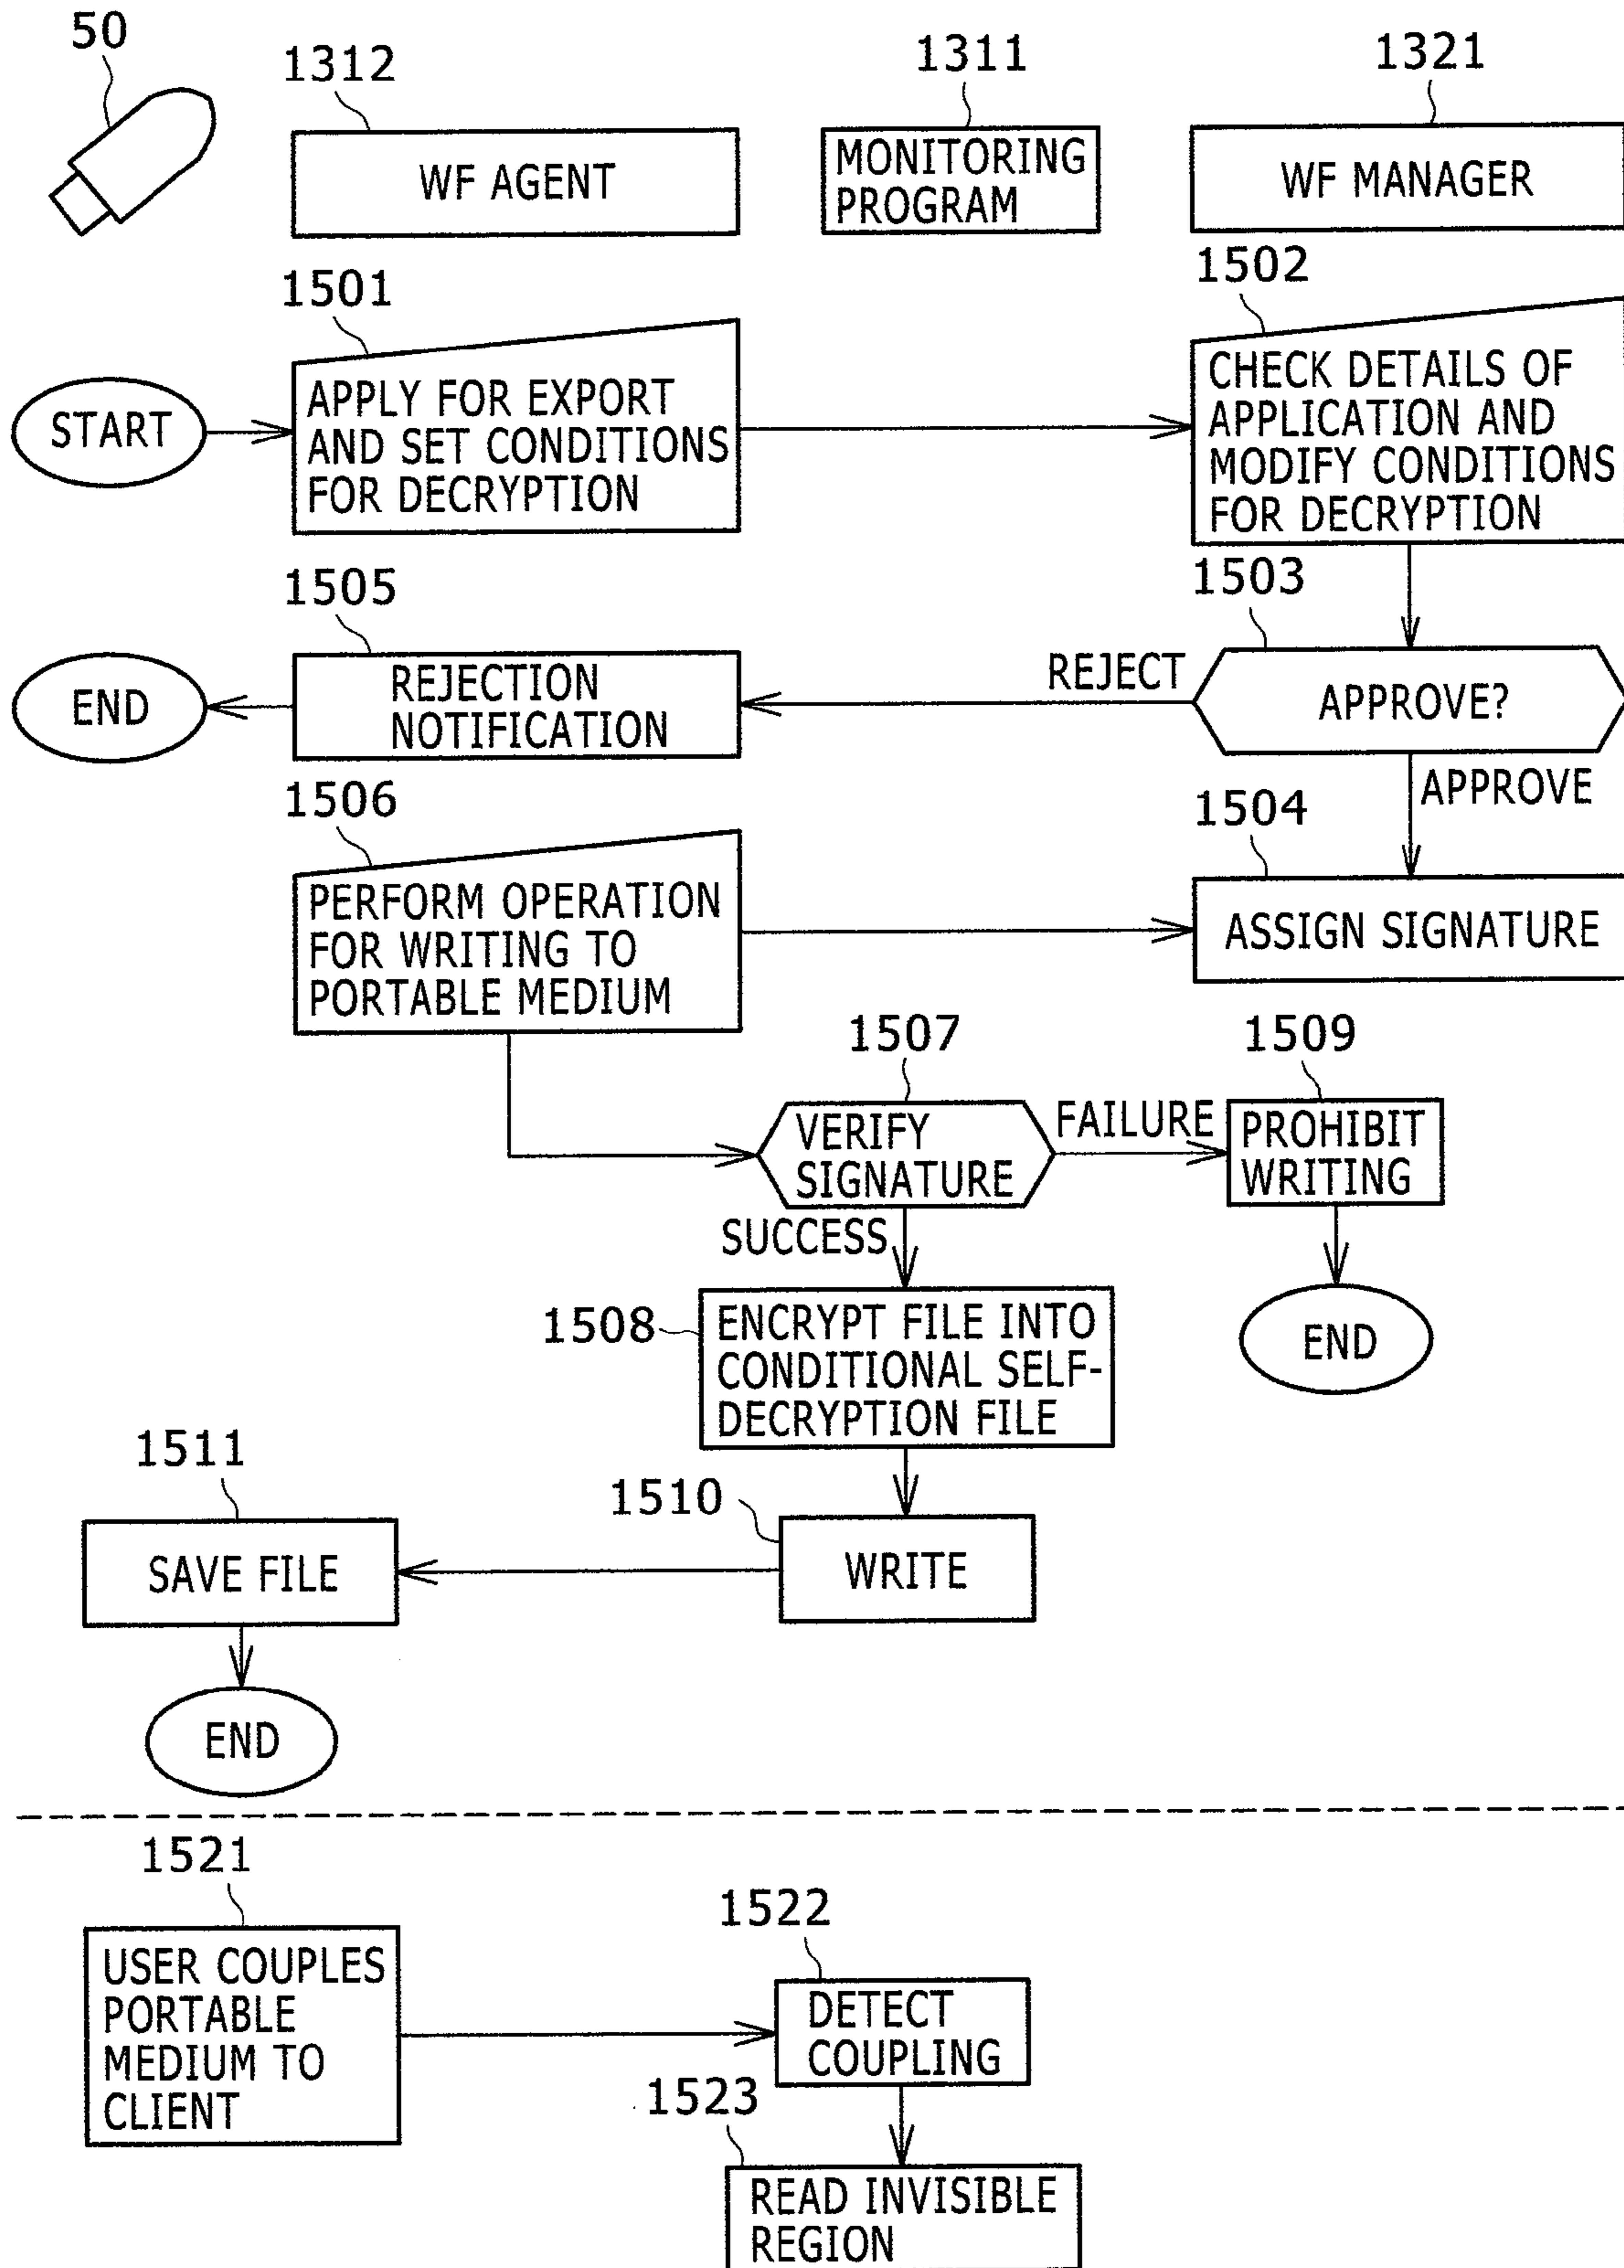 50
1312
1311
1321
WF AGENT
MONITORING
PROGRAM
WF MANAGER
1501
1502
START
APPLY FOR EXPORT
AND SET CONDITIONS
FOR DECRYPTION
CHECK DETAILS OF
APPLICATION AND
MODIFY CONDITIONS
FOR DECRYPTION
1505
1503
END
REJECTION
NOTIFICATION
REJECT
APPROVE?
1506
APPROVE
1504
PERFORM OPERATION
FOR WRITING TO
PORTABLE MEDIUM
ASSIGN SIGNATURE
1507
1509
VERIFY
SIGNATURE
FAILURE
PROHIBIT
WRITING
SUCCESS
1508
ENCRYPT FILE INTO
CONDITIONAL SELF-
DECRYPTION FILE
END
1511
1510
SAVE FILE
WRITE
END
1521
1522
USER COUPLES
PORTABLE
MEDIUM TO
CLIENT
DETECT
COUPLING
1523
READ INVISIBLE
REGION